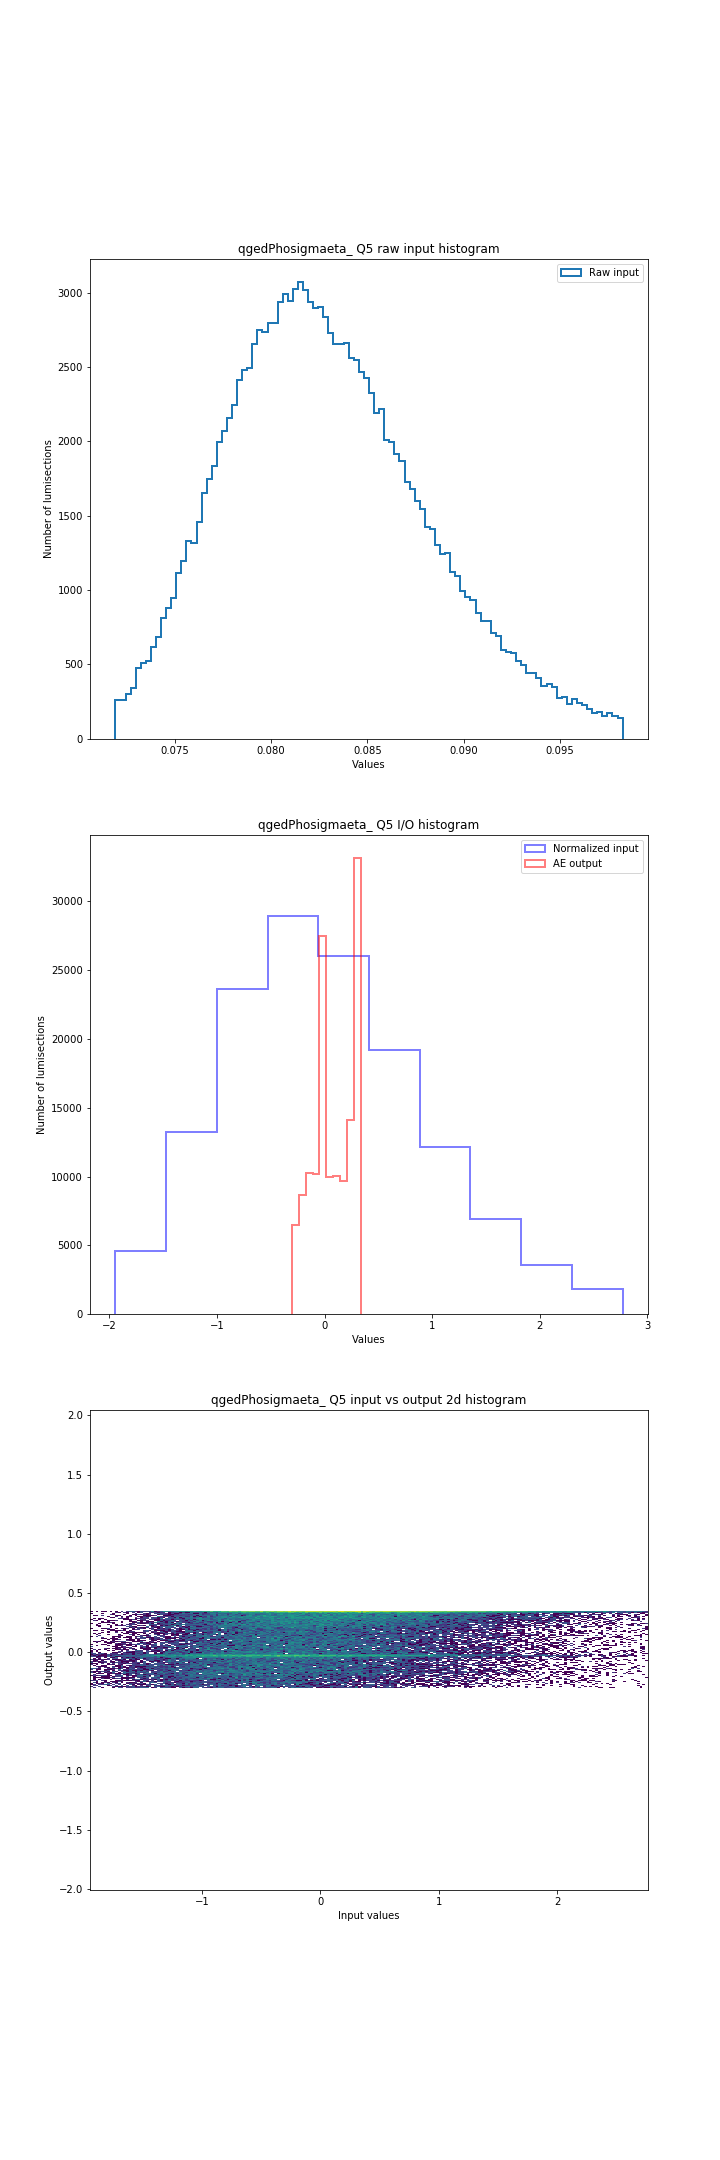 qgedPhosigmaeta_ Q5 raw input histogram
Raw input
3000
2500
2000
1500
1000
500
0
Number of lumisections
0.075 0.080 0.085 0.090 0.095
Values
qgedPhosigmaeta_ Q5 I/O histogram
Normalized input
AE output
30000
25000
20000
15000
10000
5000
0
Number of lumisections
−2 −1 0 1 2 3
Values
qgedPhosigmaeta_ Q5 input vs output 2d histogram
2.0
1.5
1.0
0.5
0.0
−0.5
−1.0
−1.5
−2.0
Output values
−1 0 1 2
Input values